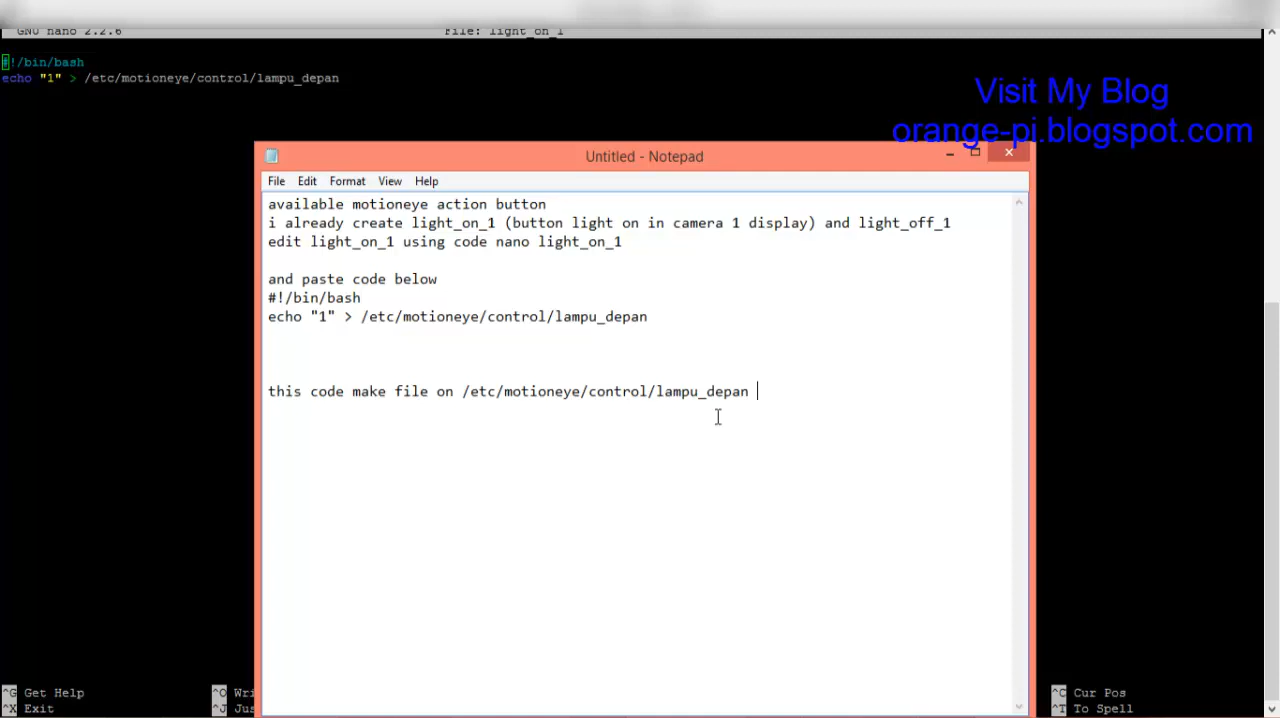 GNU nano 2.2.6 File: light_on_1
#!/bin/bash
echo "1" > /etc/motioneye/control/lampu_depan
Visit My Blog
orange-pi.blogspot.com
Untitled - Notepad
File Edit Format View Help
available motioneye action button
i already create light_on_1 (button light on in camera 1 display) and light_off_1
edit light_on_1 using code nano light_on_1
and paste code below
#!/bin/bash
echo "1" > /etc/motioneye/control/lampu_depan
this code make file on /etc/motioneye/control/lampu_depan
^G Get Help ^O Wri ^C Cur Pos
^X Exit ^J Jus ^T To Spell